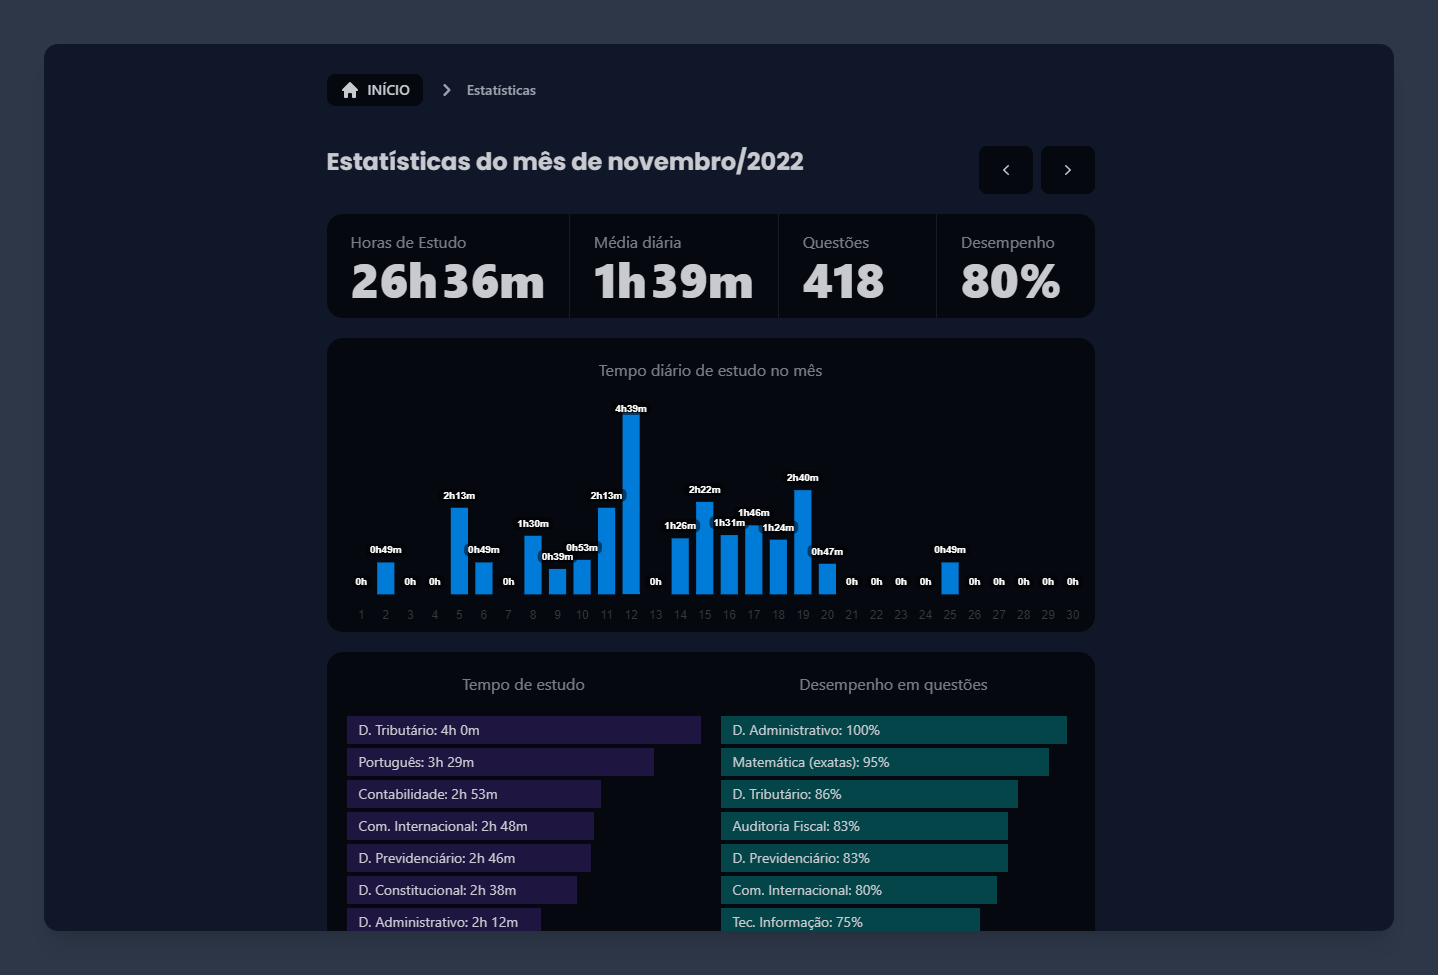 INÍCIO
Estatísticas
Estatísticas do mês de novembro/2022
Horas de Estudo
26h 36m
Média diária
1h 39m
Questões
418
Desempenho
80%
Tempo diário de estudo no mês
0h 0h49m 0h 0h 2h13m 0h49m 0h 1h30m 0h39m 0h53m 2h13m 4h39m 0h 1h26m 2h22m 1h31m 1h46m 1h24m 2h40m 0h47m 0h 0h 0h 0h 0h49m 0h 0h 0h 0h 0h
1 2 3 4 5 6 7 8 9 10 11 12 13 14 15 16 17 18 19 20 21 22 23 24 25 26 27 28 29 30
Tempo de estudo
D. Tributário: 4h 0m
Português: 3h 29m
Contabilidade: 2h 53m
Com. Internacional: 2h 48m
D. Previdenciário: 2h 46m
D. Constitucional: 2h 38m
D. Administrativo: 2h 12m
Desempenho em questões
D. Administrativo: 100%
Matemática (exatas): 95%
D. Tributário: 86%
Auditoria Fiscal: 83%
D. Previdenciário: 83%
Com. Internacional: 80%
Tec. Informação: 75%